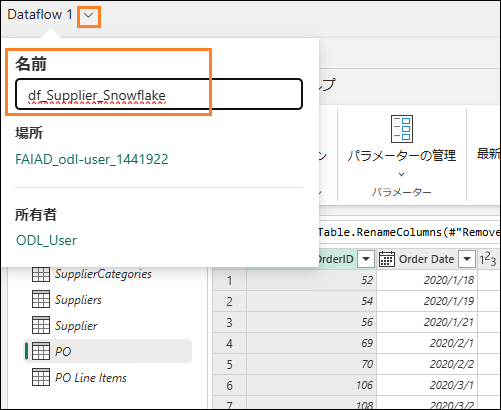 Dataflow 1
名前
df_Supplier_Snowflake
場所
FAIAD_odl-user_1441922
所有者
ODL_User
ルプ
ン
パラメーターの管理
パラメーター
最新
Table.RenameColumns(#"Remove
OrderID
Order Date
1²3
SupplierCategories
Suppliers
Supplier
PO
PO Line Items
1 52 2020/1/18
2 54 2020/1/19
3 56 2020/1/21
4 69 2020/2/1
5 70 2020/2/2
6 106 2020/3/1
7 108 2020/3/2